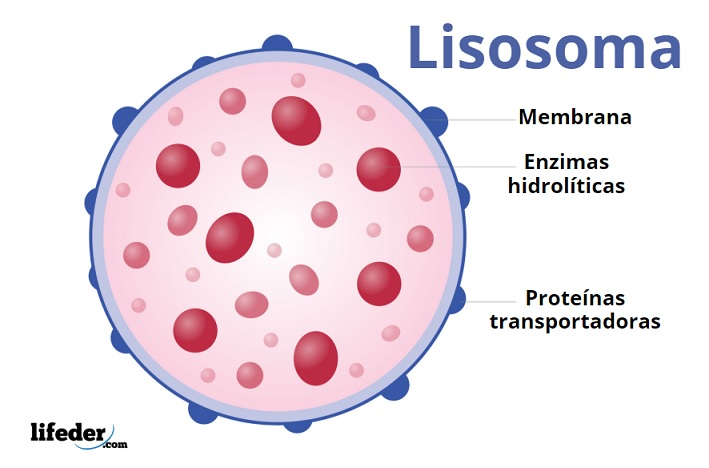 Lisosoma
Membrana
Enzimas
hidrolíticas
Proteínas
transportadoras
lifeder
.com